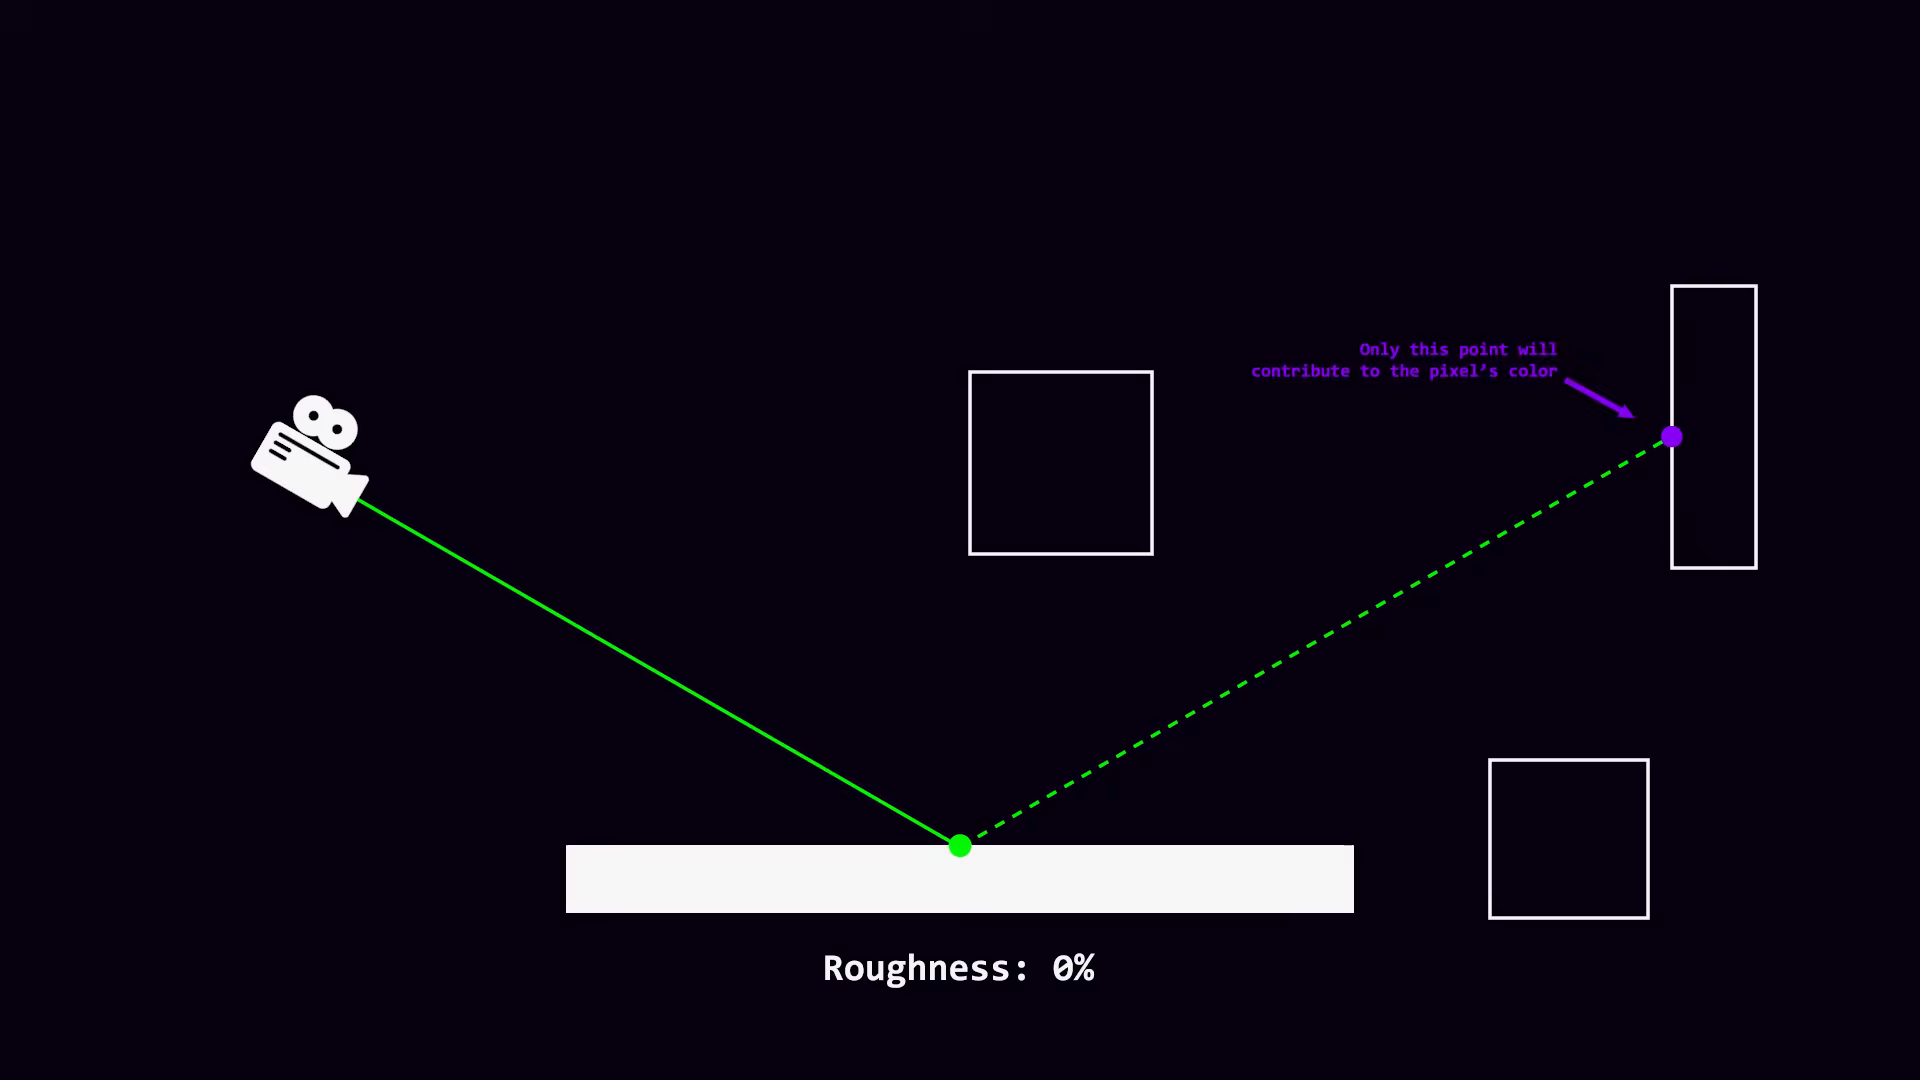 Only this point will
contribute to the pixel’s color
Roughness: 0%